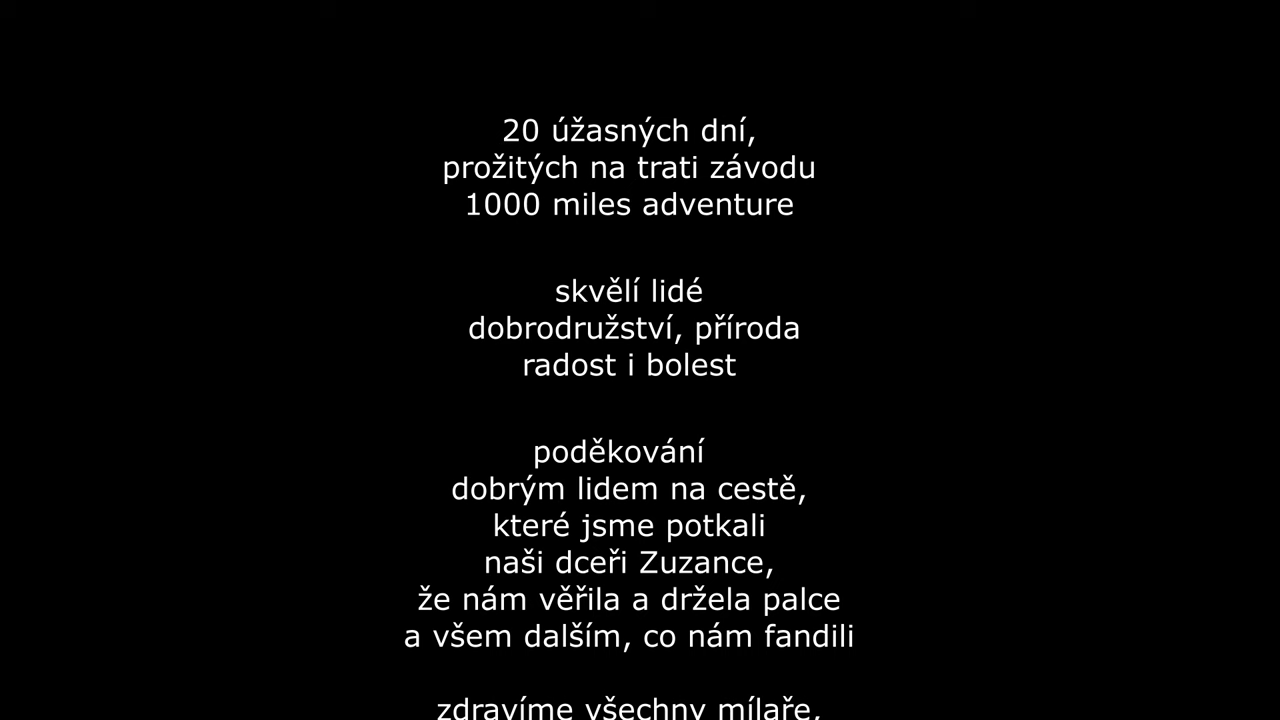 20 úžasných dní,
prožitých na trati závodu
1000 miles adventure
skvělí lidé
dobrodružství, příroda
radost i bolest
poděkování
dobrým lidem na cestě,
které jsme potkali
naši dceři Zuzance,
že nám věřila a držela palce
a všem dalším, co nám fandili
zdravíme všechny mílaře,